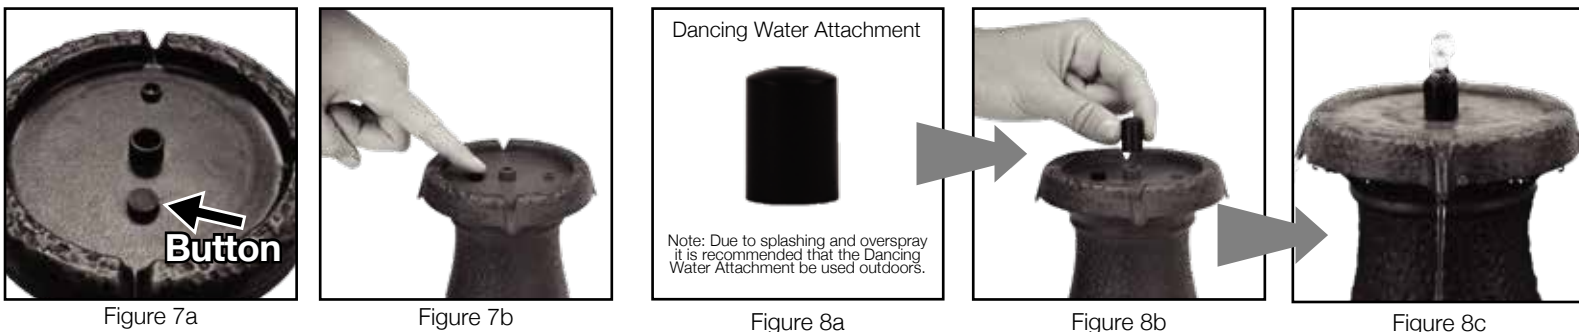 Button
Figure 7a
Figure 7b
Dancing Water Attachment
Note: Due to splashing and overspray
it is recommended that the Dancing
Water Attachment be used outdoors.
Figure 8a
Figure 8b
Figure 8c